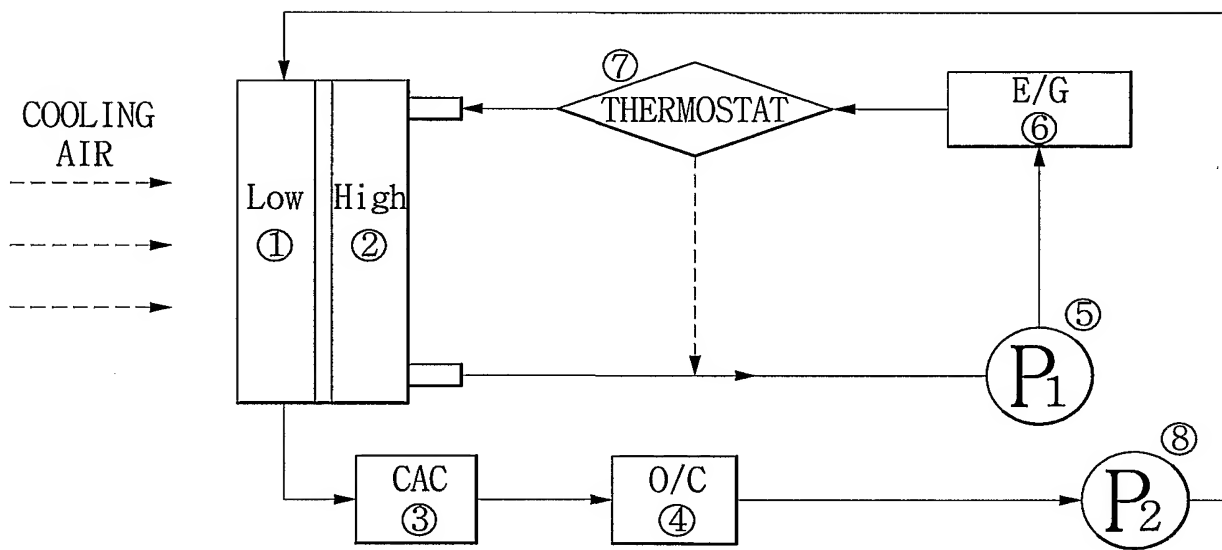 ⑦
THERMOSTAT
E/G
⑥
COOLING
AIR
Low
①
High
②
⑤
P1
⑧
P2
CAC
③
O/C
④